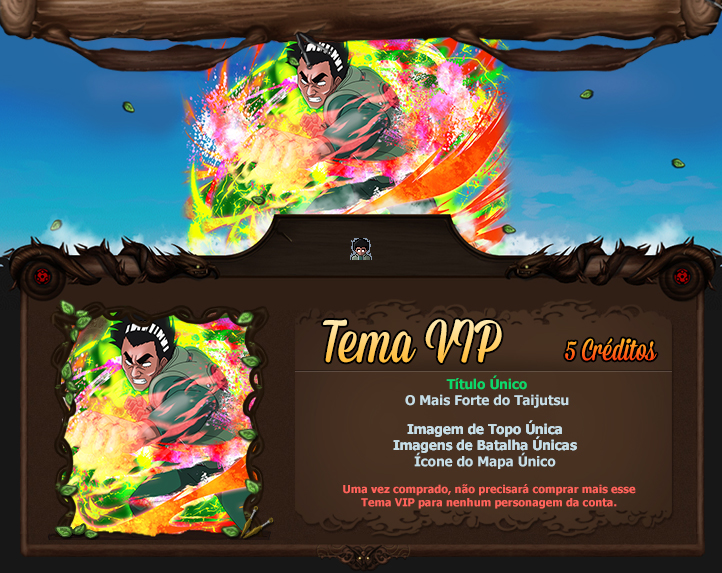 Tema VIP
5 Créditos
Título Único
O Mais Forte do Taijutsu
Imagem de Topo Única
Imagens de Batalha Únicas
Ícone do Mapa Único
Uma vez comprado, não precisará comprar mais esse
Tema VIP para nenhum personagem da conta.